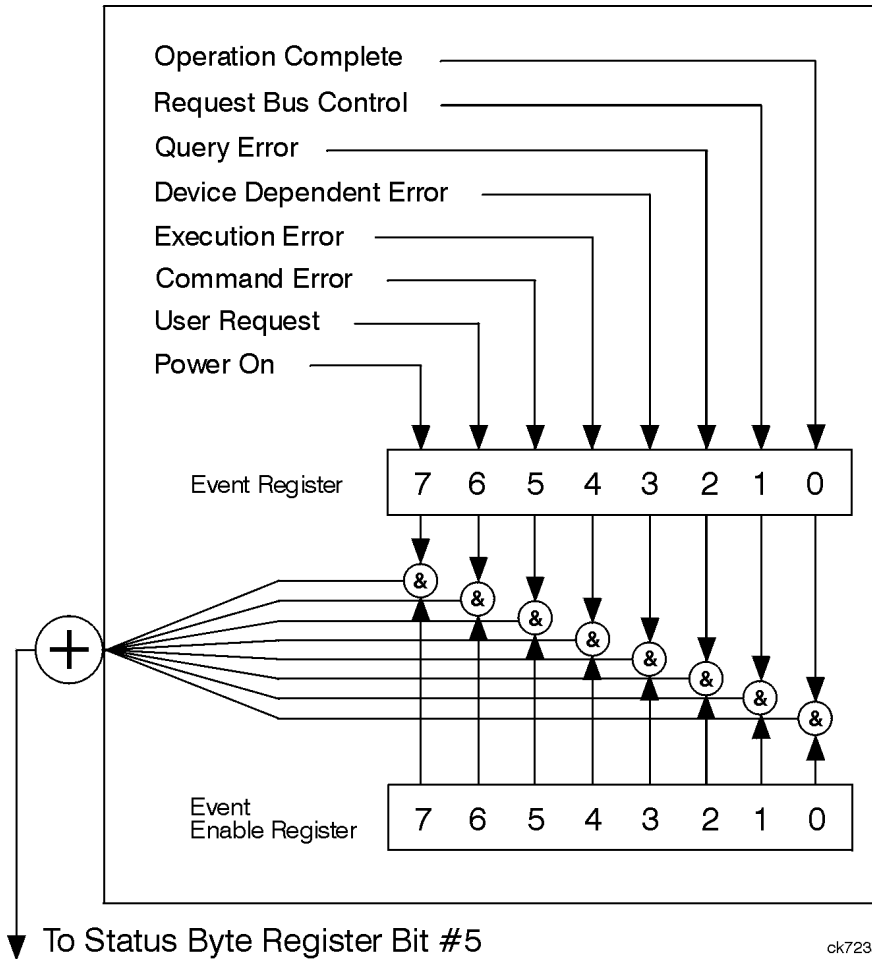 Operation Complete
Request Bus Control
Query Error
Device Dependent Error
Execution Error
Command Error
User Request
Power On
Event Register 7 6 5 4 3 2 1 0
&
&
&
&
&
&
&
&
+
Event
Enable Register 7 6 5 4 3 2 1 0
To Status Byte Register Bit #5
ck723